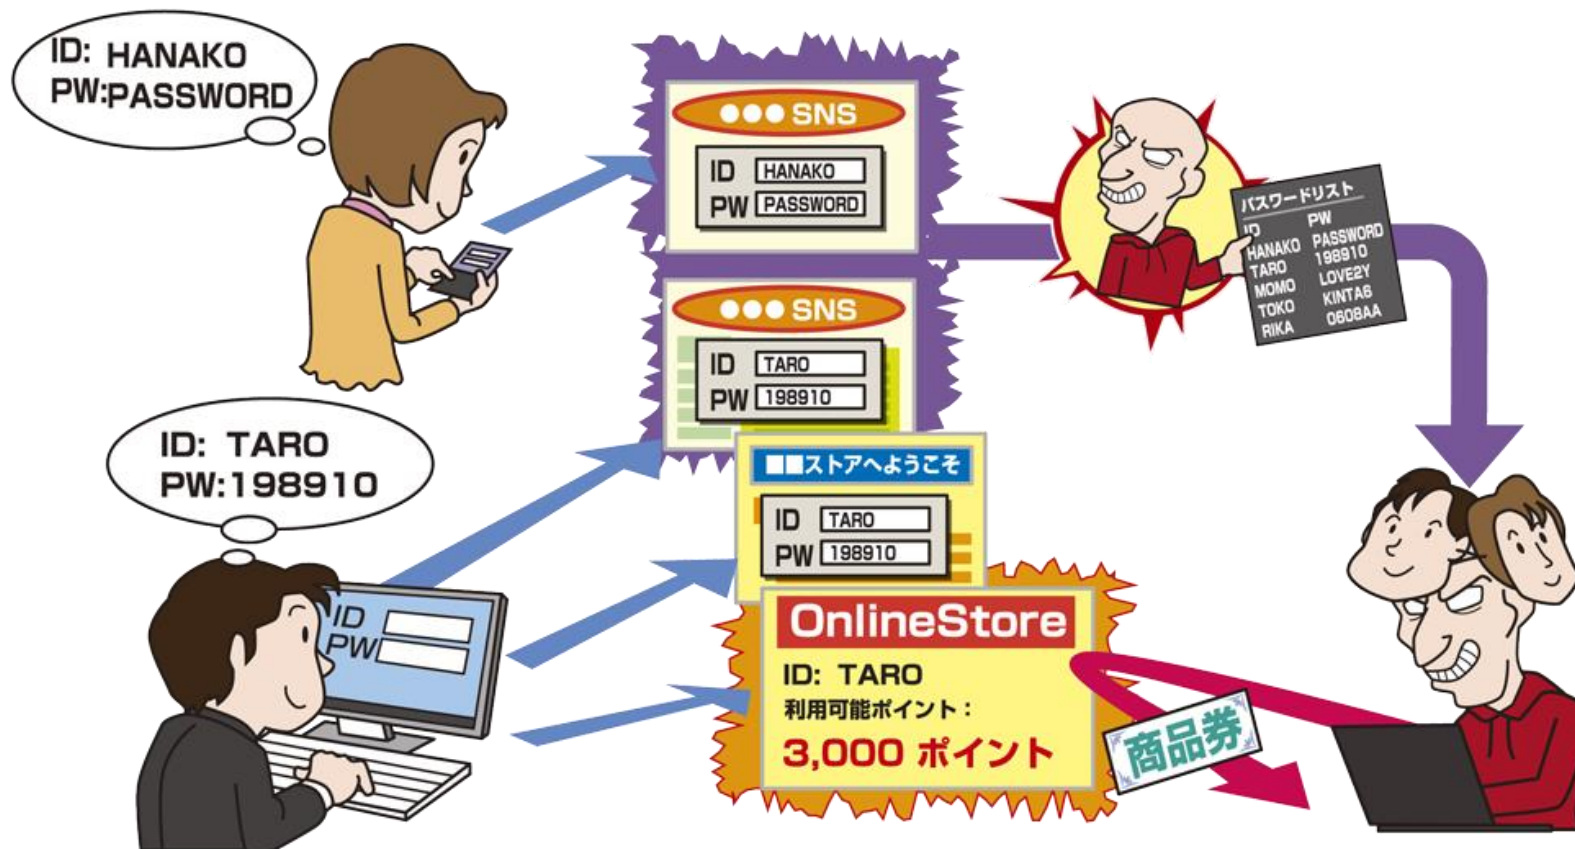 ID: HANAKO
PW:PASSWORD
●●●SNS
ID HANAKO
PW PASSWORD
パスワードリスト
ID PW
HANAKO PASSWORD
TARO 198910
MOMO LOVE2Y
TOKO KINTA6
RIKA 0608AA
●●●SNS
ID TARO
PW 198910
ID: TARO
PW:198910
■■ストアへようこそ
ID TARO
PW 198910
ID
PW
OnlineStore
ID: TARO
利用可能ポイント：
3,000 ポイント
商品券